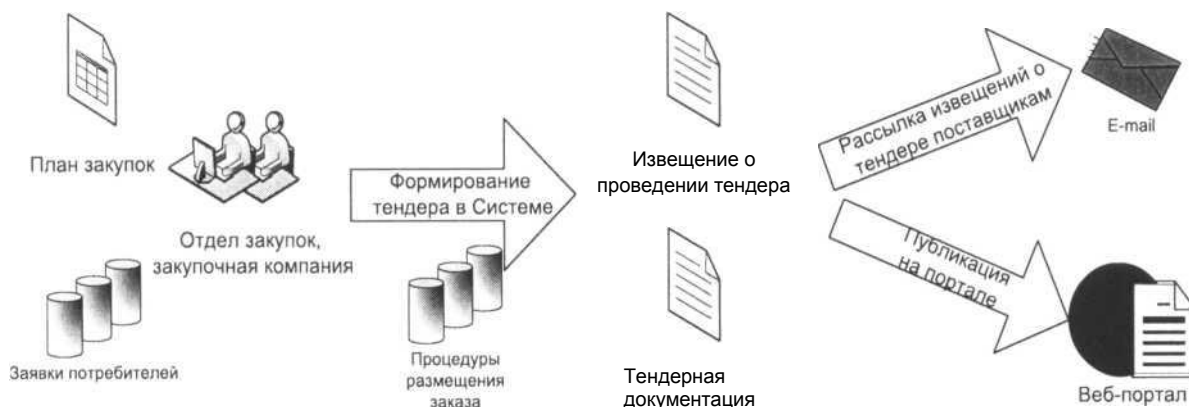 План закупок
Отдел закупок,
закупочная компания
Заявки потребителей
Формирование
тендера в Системе
Процедуры
размещения
заказа
Извещение о
проведении тендера
Тендерная
документация
Рассылка извещений о
тендере поставщикам
E-mail
Публикация
на портале
Веб-портал